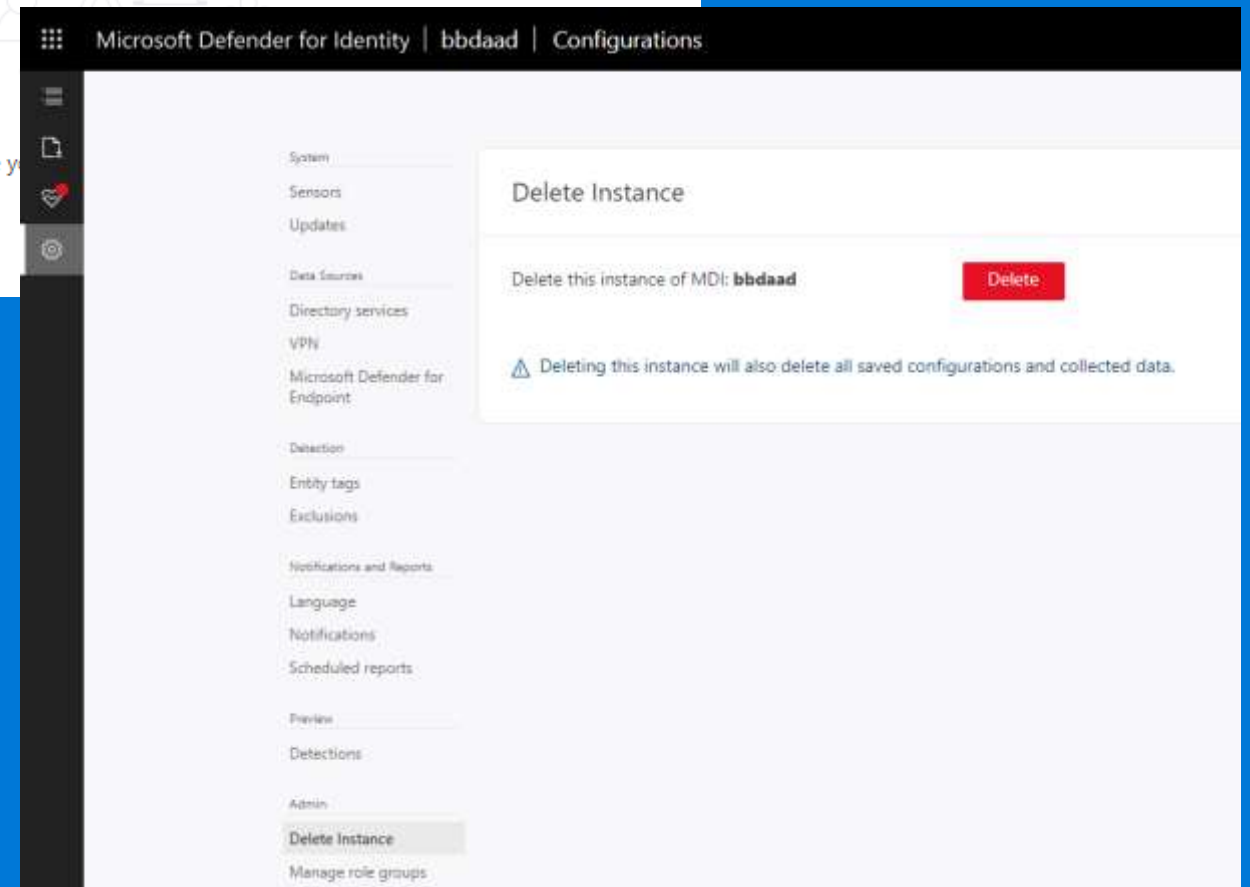 Microsoft Defender for Identity | bbdaad | Configurations
System
Sensors
Updates
Data Sources
Directory services
VPN
Microsoft Defender for
Endpoint
Detection
Entity tags
Exclusions
Notifications and Reports
Language
Notifications
Scheduled reports
Preview
Detections
Admin
Delete Instance
Manage role groups
Delete Instance
Delete this instance of MDI: bbdaad
Delete
Deleting this instance will also delete all saved configurations and collected data.